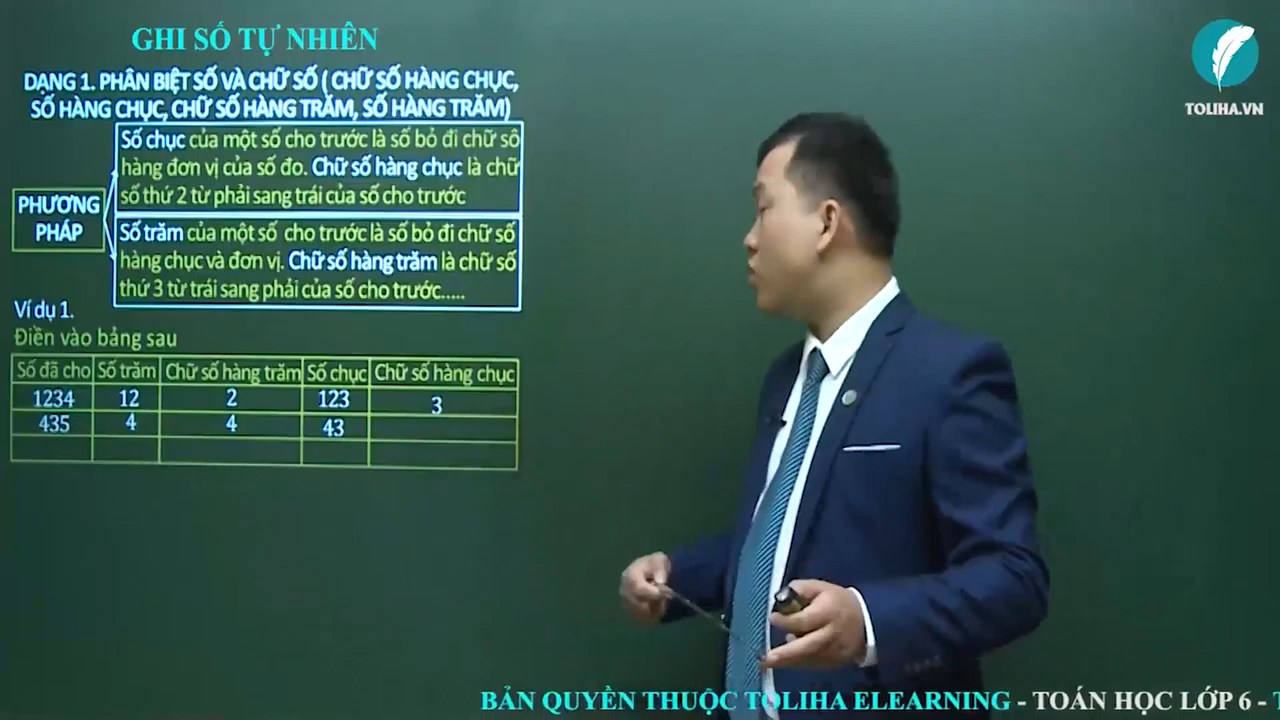 GHI SỐ TỰ NHIÊN
DẠNG 1. PHÂN BIỆT SỐ VÀ CHỮ SỐ ( CHỮ SỐ HÀNG CHỤC,
SỐ HÀNG CHỤC, CHỮ SỐ HÀNG TRĂM, SỐ HÀNG TRĂM)
Số chục của một số cho trước là số bỏ đi chữ số
hàng đơn vị của số đo. Chữ số hàng chục là chữ
số thứ 2 từ phải sang trái của số cho trước
PHƯƠNG
PHÁP
Số trăm của một số cho trước là số bỏ đi chữ số
hàng chục và đơn vị. Chữ số hàng trăm là chữ số
thứ 3 từ trái sang phải của số cho trước.....
Ví dụ 1.
Điền vào bảng sau
Số đã cho Số trăm Chữ số hàng trăm Số chục Chữ số hàng chục
1234 12 2 123 3
435 4 4 43
TOLIHA.VN
BẢN QUYỀN THUỘC TOLIHA ELEARNING - TOÁN HỌC LỚP 6 - T